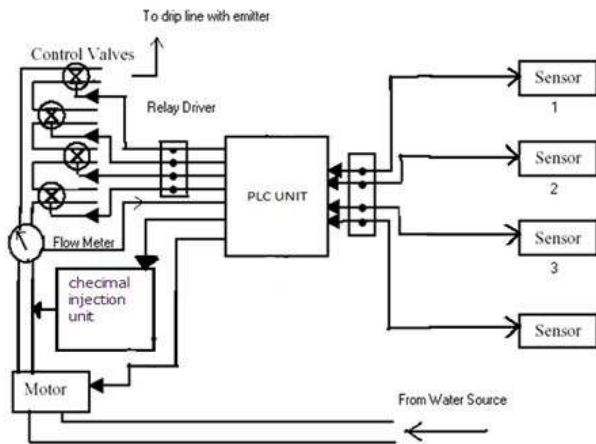 To drip line with emitter
Control Valves
Relay Driver
PLC UNIT
Flow Meter
checimal
injection
unit
Motor
From Water Source
Sensor
1
Sensor
2
Sensor
3
Sensor